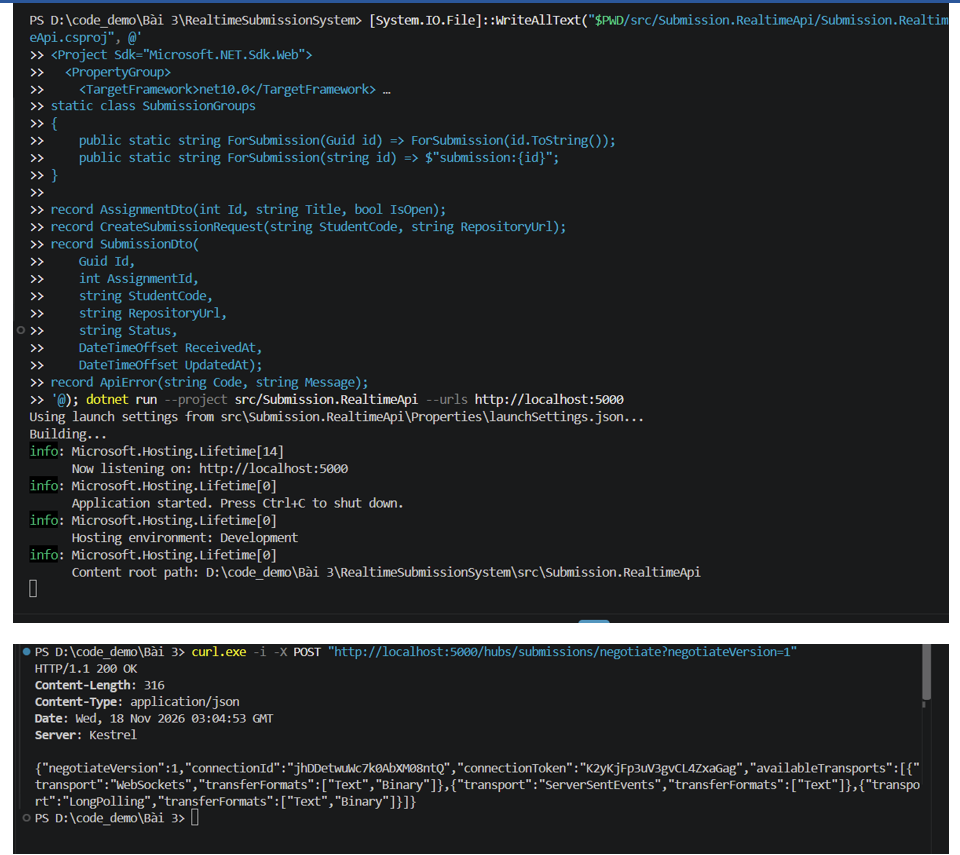 PS D:\code_demo\Bài 3\RealtimeSubmissionSystem> [System.IO.File]::WriteAllText("$PWD/src/Submission.RealtimeApi/Submission.Realtim
eApi.csproj", @'
>> <Project Sdk="Microsoft.NET.Sdk.Web">
>>   <PropertyGroup>
>>     <TargetFramework>net10.0</TargetFramework> …
>> static class SubmissionGroups
>> {
>>     public static string ForSubmission(Guid id) => ForSubmission(id.ToString());
>>     public static string ForSubmission(string id) => $"submission:{id}";
>> }
>>
>> record AssignmentDto(int Id, string Title, bool IsOpen);
>> record CreateSubmissionRequest(string StudentCode, string RepositoryUrl);
>> record SubmissionDto(
>>     Guid Id,
>>     int AssignmentId,
>>     string StudentCode,
>>     string RepositoryUrl,
>>     string Status,
>>     DateTimeOffset ReceivedAt,
>>     DateTimeOffset UpdatedAt);
>> record ApiError(string Code, string Message);
>> '@); dotnet run --project src/Submission.RealtimeApi --urls http://localhost:5000
Using launch settings from src\Submission.RealtimeApi\Properties\launchSettings.json...
Building...
info: Microsoft.Hosting.Lifetime[14]
      Now listening on: http://localhost:5000
info: Microsoft.Hosting.Lifetime[0]
      Application started. Press Ctrl+C to shut down.
info: Microsoft.Hosting.Lifetime[0]
      Hosting environment: Development
info: Microsoft.Hosting.Lifetime[0]
      Content root path: D:\code_demo\Bài 3\RealtimeSubmissionSystem\src\Submission.RealtimeApi
PS D:\code_demo\Bài 3> curl.exe -i -X POST "http://localhost:5000/hubs/submissions/negotiate?negotiateVersion=1"
HTTP/1.1 200 OK
Content-Length: 316
Content-Type: application/json
Date: Wed, 18 Nov 2026 03:04:53 GMT
Server: Kestrel
{"negotiateVersion":1,"connectionId":"jhDDetwuWc7k0AbXM08ntQ","connectionToken":"K2yKjFp3uV3gvCL4ZxaGag","availableTransports":[{"
transport":"WebSockets","transferFormats":["Text","Binary"]},{"transport":"ServerSentEvents","transferFormats":["Text"]},{"transpo
rt":"LongPolling","transferFormats":["Text","Binary"]}]}
PS D:\code_demo\Bài 3>